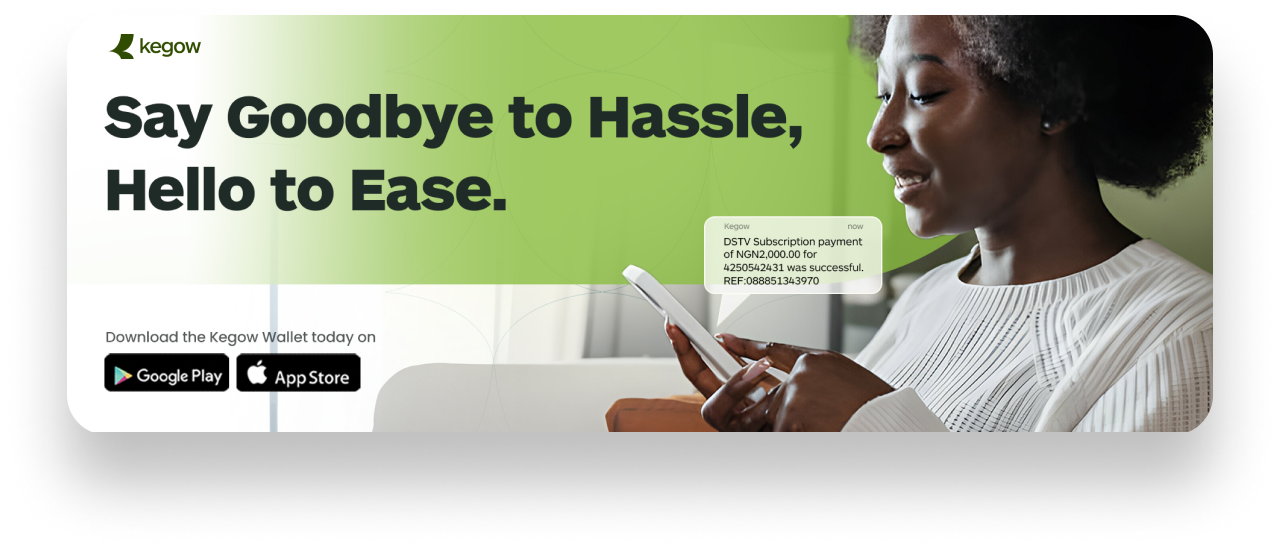 kegow
Say Goodbye to Hassle,
Hello to Ease.
Kegow now
DSTV Subscription payment
of NGN2,000.00 for
4250542431 was successful.
REF:088851343970
Download the Kegow Wallet today on
Google Play
App Store